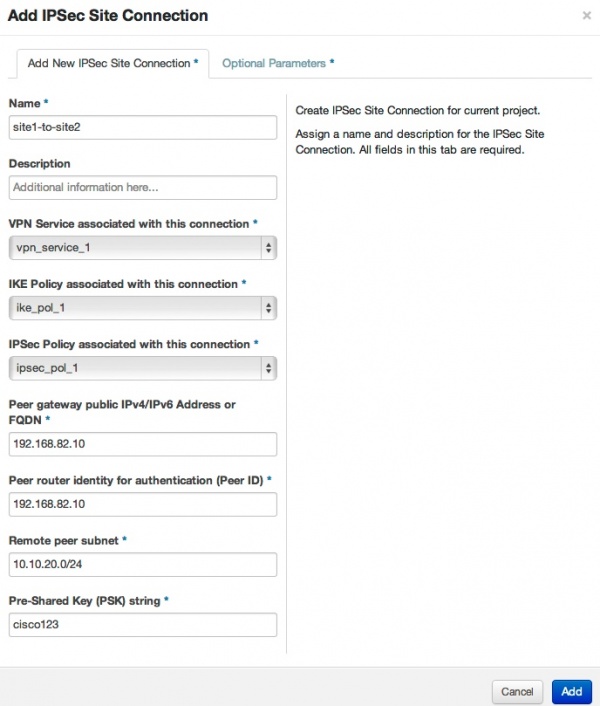 Add IPSec Site Connection
×
Add New IPSec Site Connection *
Optional Parameters *
Name *
site1-to-site2
Description
Additional information here...
VPN Service associated with this connection *
vpn_service_1
IKE Policy associated with this connection *
ike_pol_1
IPSec Policy associated with this connection *
ipsec_pol_1
Peer gateway public IPv4/IPv6 Address or
FQDN *
192.168.82.10
Peer router identity for authentication (Peer ID) *
192.168.82.10
Remote peer subnet *
10.10.20.0/24
Pre-Shared Key (PSK) string *
cisco123
Create IPSec Site Connection for current project.
Assign a name and description for the IPSec Site
Connection. All fields in this tab are required.
Cancel
Add